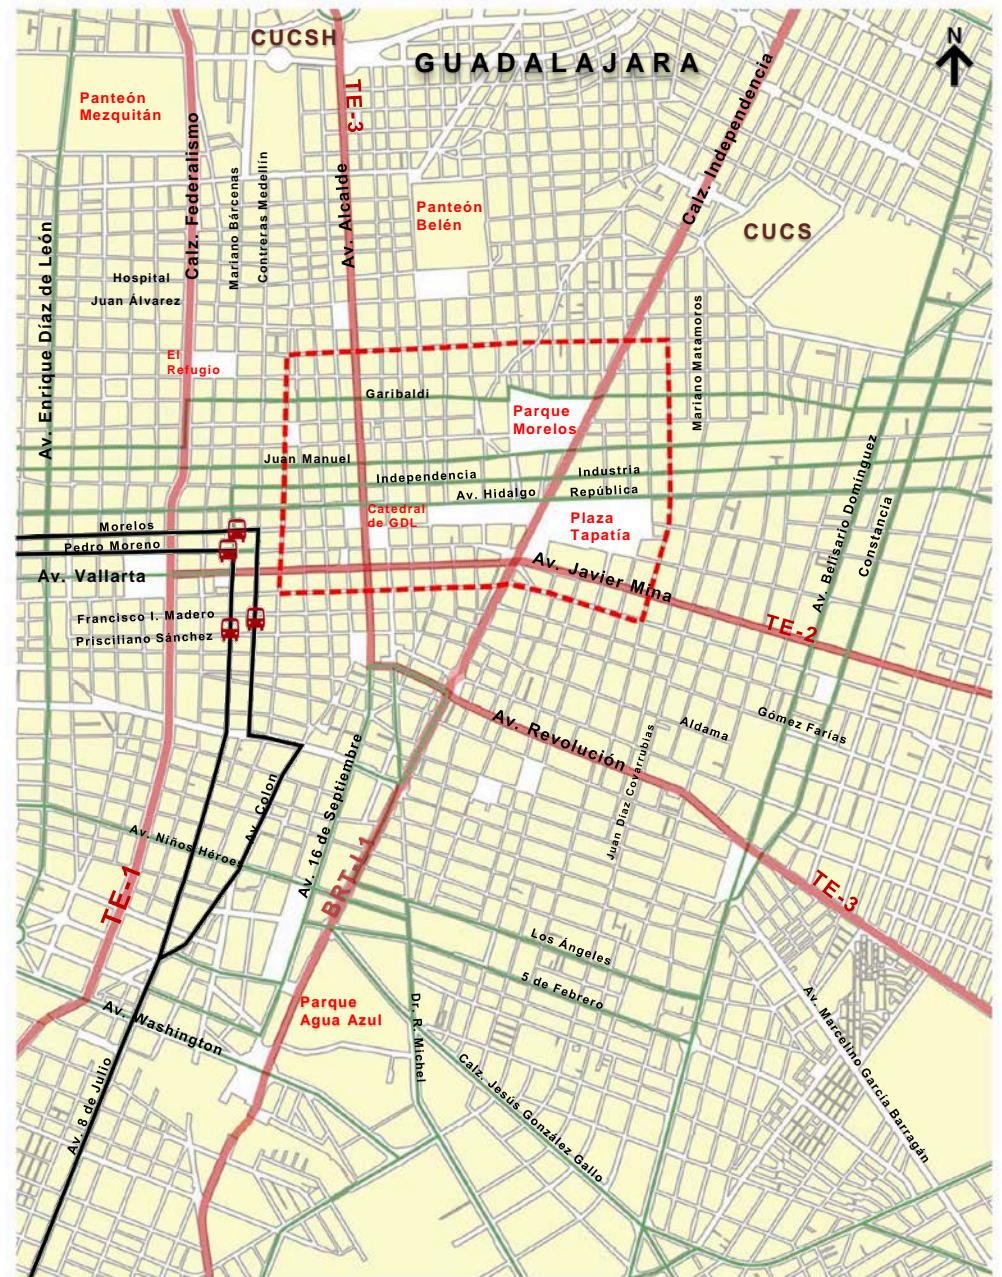 CUCSH
GUADALAJARA
N
Panteón
Mezquitán
TE-3
Calz. Independencia
Calz. Federalismo
Mariano Bárcenas
Contreras Medellín
Av. Alcalde
Panteón
Belén
CUCS
Av. Enrique Díaz de León
Hospital
Juan Álvarez
Mariano Matamoros
El
Refugio
Garibaldi
Parque
Morelos
Juan Manuel
Independencia
Industria
Av. Hidalgo
República
Catedral
de GDL
Plaza
Tapatía
Av. Belisario Domínguez
Constancia
Morelos
Pedro Moreno
Av. Vallarta
Av. Javier Mina
Francisco I. Madero
Prisciliano Sánchez
TE-2
Av. Revolución
Aldama
Gómez Farías
Juan Díaz Covarrubias
Av. 16 de Septiembre
Av. Colon
Av. Niños Héroes
BRT-L1
TE-1
TE-3
Los Ángeles
5 de Febrero
Parque
Agua Azul
Av. Washington
Dr. R. Michel
Av. Marcelino García Barragán
Calz. Jesús González Gallo
Av. 8 de Julio